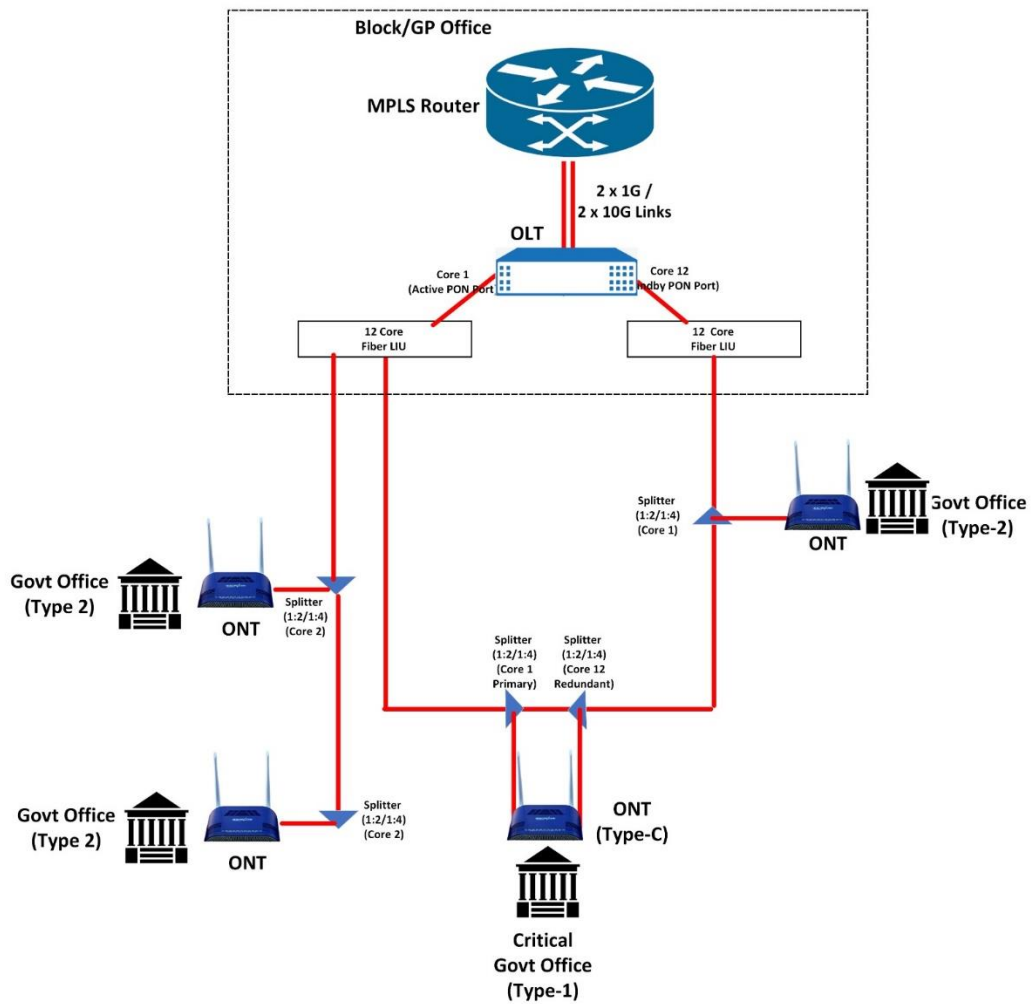 Block/GP Office
MPLS Router
2 x 1G /
2 x 10G Links
OLT
Core 1
(Active PON Port
Core 12
ndby PON Port)
12 Core
Fiber LIU
12 Core
Fiber LIU
Splitter
(1:2/1:4)
(Core 1)
ONT
Govt Office
(Type-2)
Govt Office
(Type 2)
ONT
Splitter
(1:2/1:4)
(Core 2)
Splitter
(1:2/1:4)
(Core 1
Primary)
Splitter
(1:2/1:4)
(Core 12
Redundant)
Govt Office
(Type 2)
ONT
Splitter
(1:2/1:4)
(Core 2)
ONT
(Type-C)
Critical
Govt Office
(Type-1)